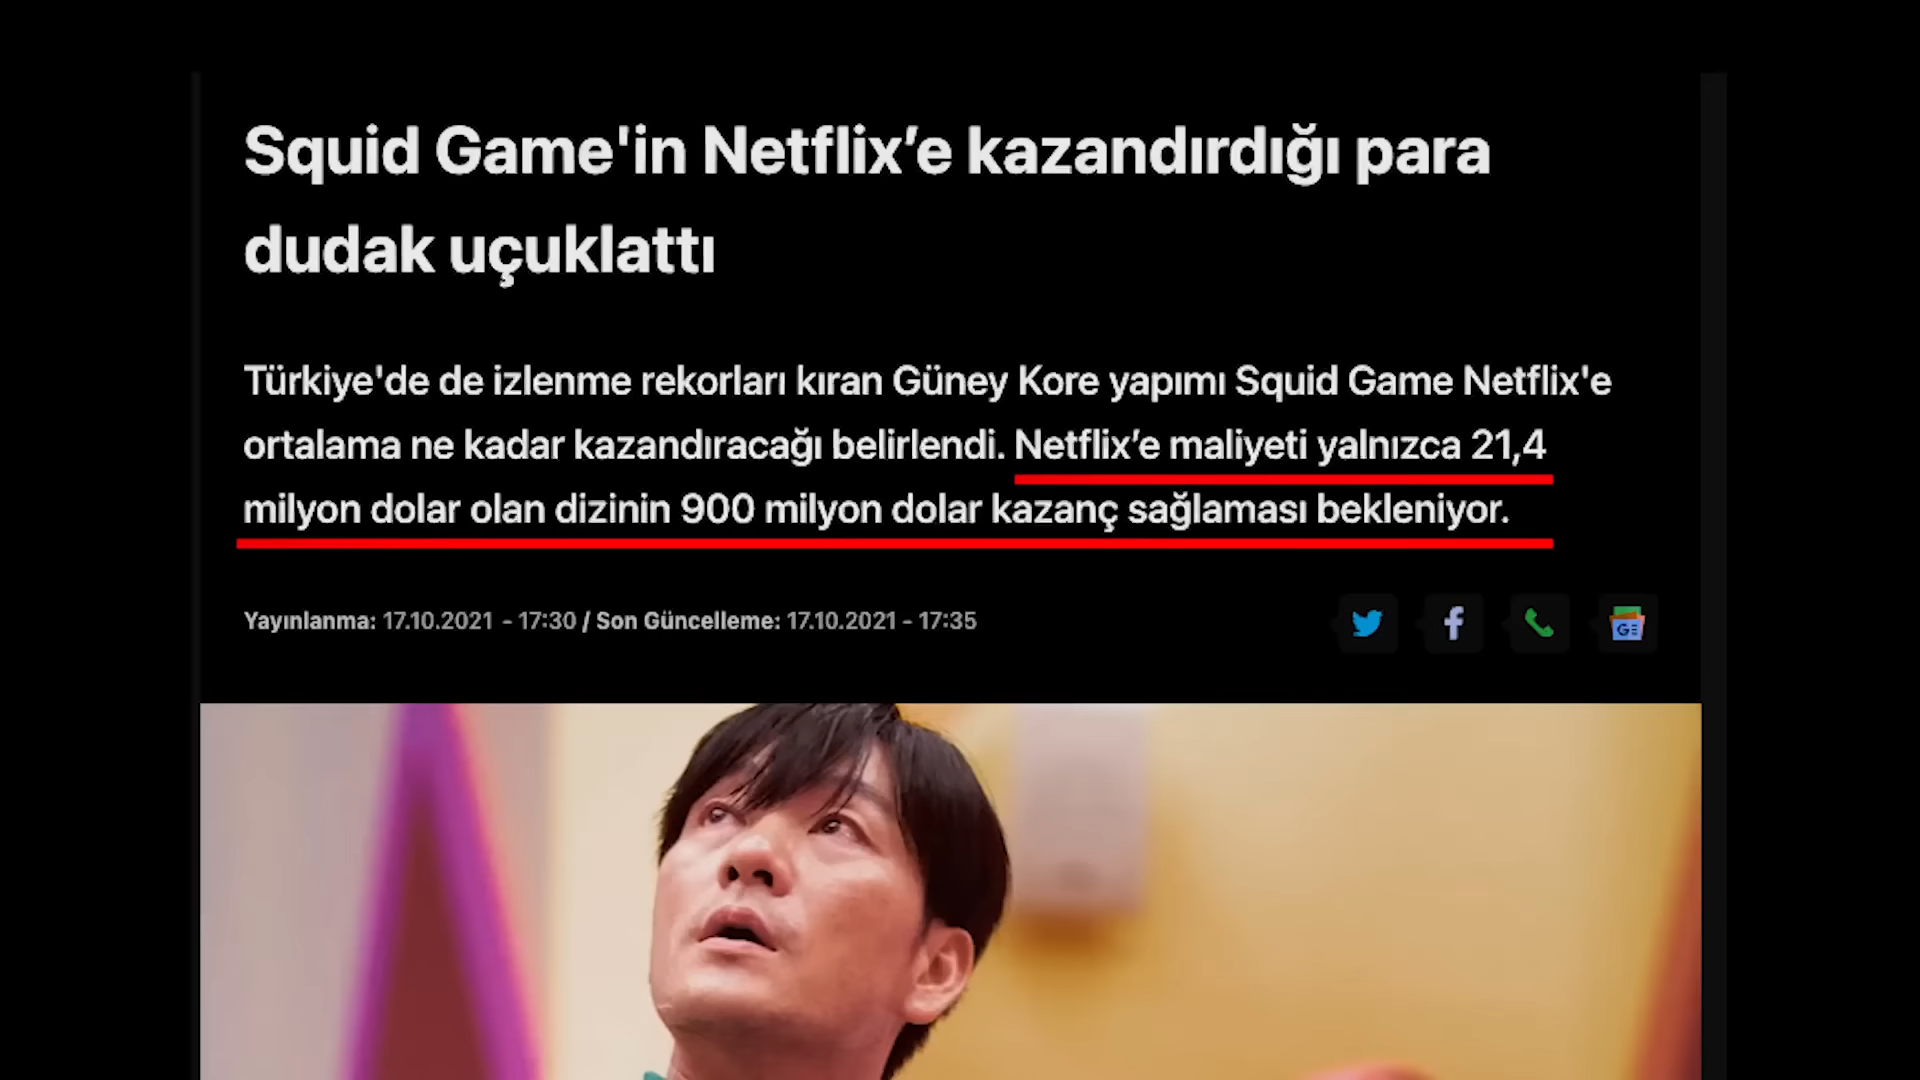 Squid Game'in Netflix’e kazandırdığı para
dudak uçuklattı
Türkiye'de de izlenme rekorları kıran Güney Kore yapımı Squid Game Netflix'e
ortalama ne kadar kazandıracağı belirlendi. Netflix’e maliyeti yalnızca 21,4
milyon dolar olan dizinin 900 milyon dolar kazanç sağlaması bekleniyor.
Yayınlanma: 17.10.2021 - 17:30 / Son Güncelleme: 17.10.2021 - 17:35
GE